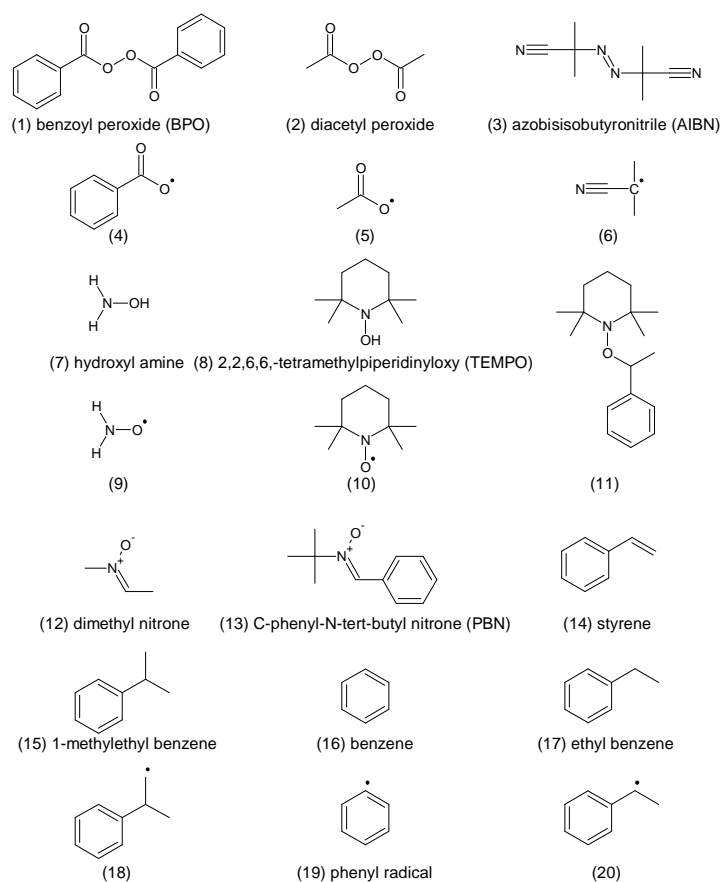 O
O
O
O
(1) benzoyl peroxide (BPO)
O
O
O
O
(2) diacetyl peroxide
N
N
N
N
(3) azobisisobutyronitrile (AIBN)
O
O
(4)
O
O
(5)
N
C
(6)
H
N OH
H
(7) hydroxyl amine
N
OH
(8) 2,2,6,6,-tetramethylpiperidinyloxy (TEMPO)
H
N O
H
(9)
N
O
(10)
N
O
(11)
O-
N+
(12) dimethyl nitrone
O-
N+
(13) C-phenyl-N-tert-butyl nitrone (PBN)
(14) styrene
(15) 1-methylethyl benzene
(16) benzene
(17) ethyl benzene
(18)
(19) phenyl radical
(20)